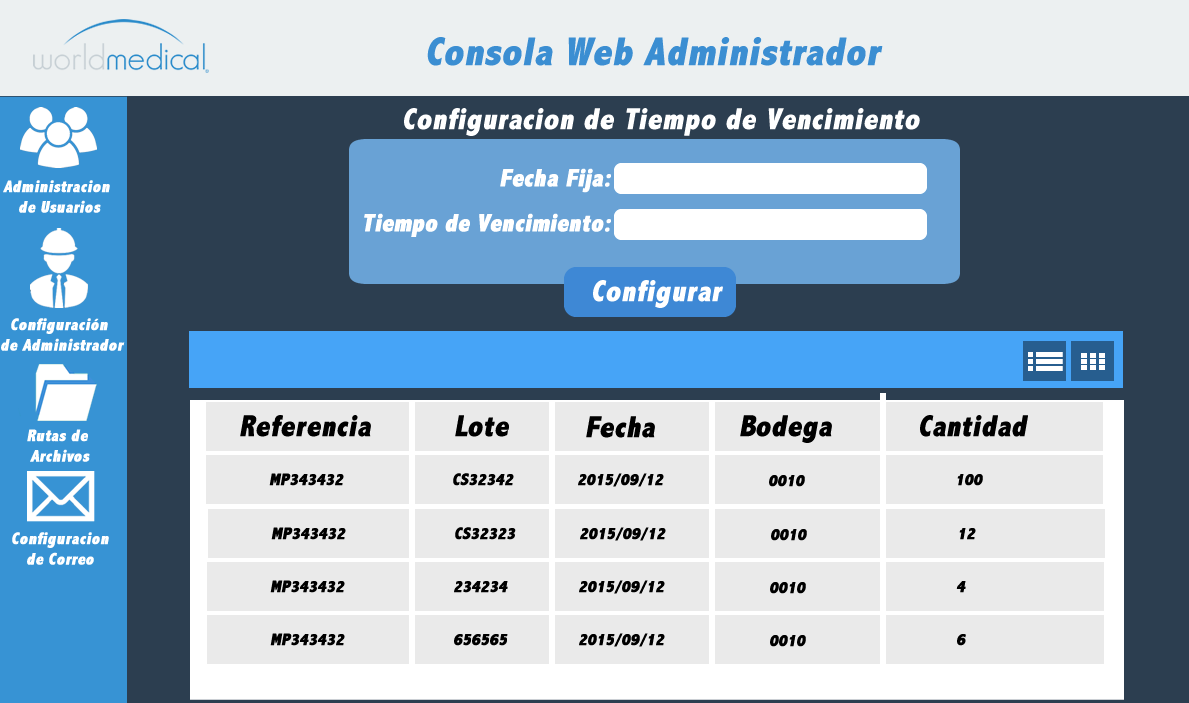 worldmedical
Consola Web Administrador
Administracion
de Usuarios
Configuración
de Administrador
Rutas de
Archivos
Configuracion
de Correo
Configuracion de Tiempo de Vencimiento
Fecha Fija:
Tiempo de Vencimiento:
Configurar
Referencia Lote Fecha Bodega Cantidad
MP343432 CS32342 2015/09/12 0010 100
MP343432 CS32323 2015/09/12 0010 12
MP343432 234234 2015/09/12 0010 4
MP343432 656565 2015/09/12 0010 6